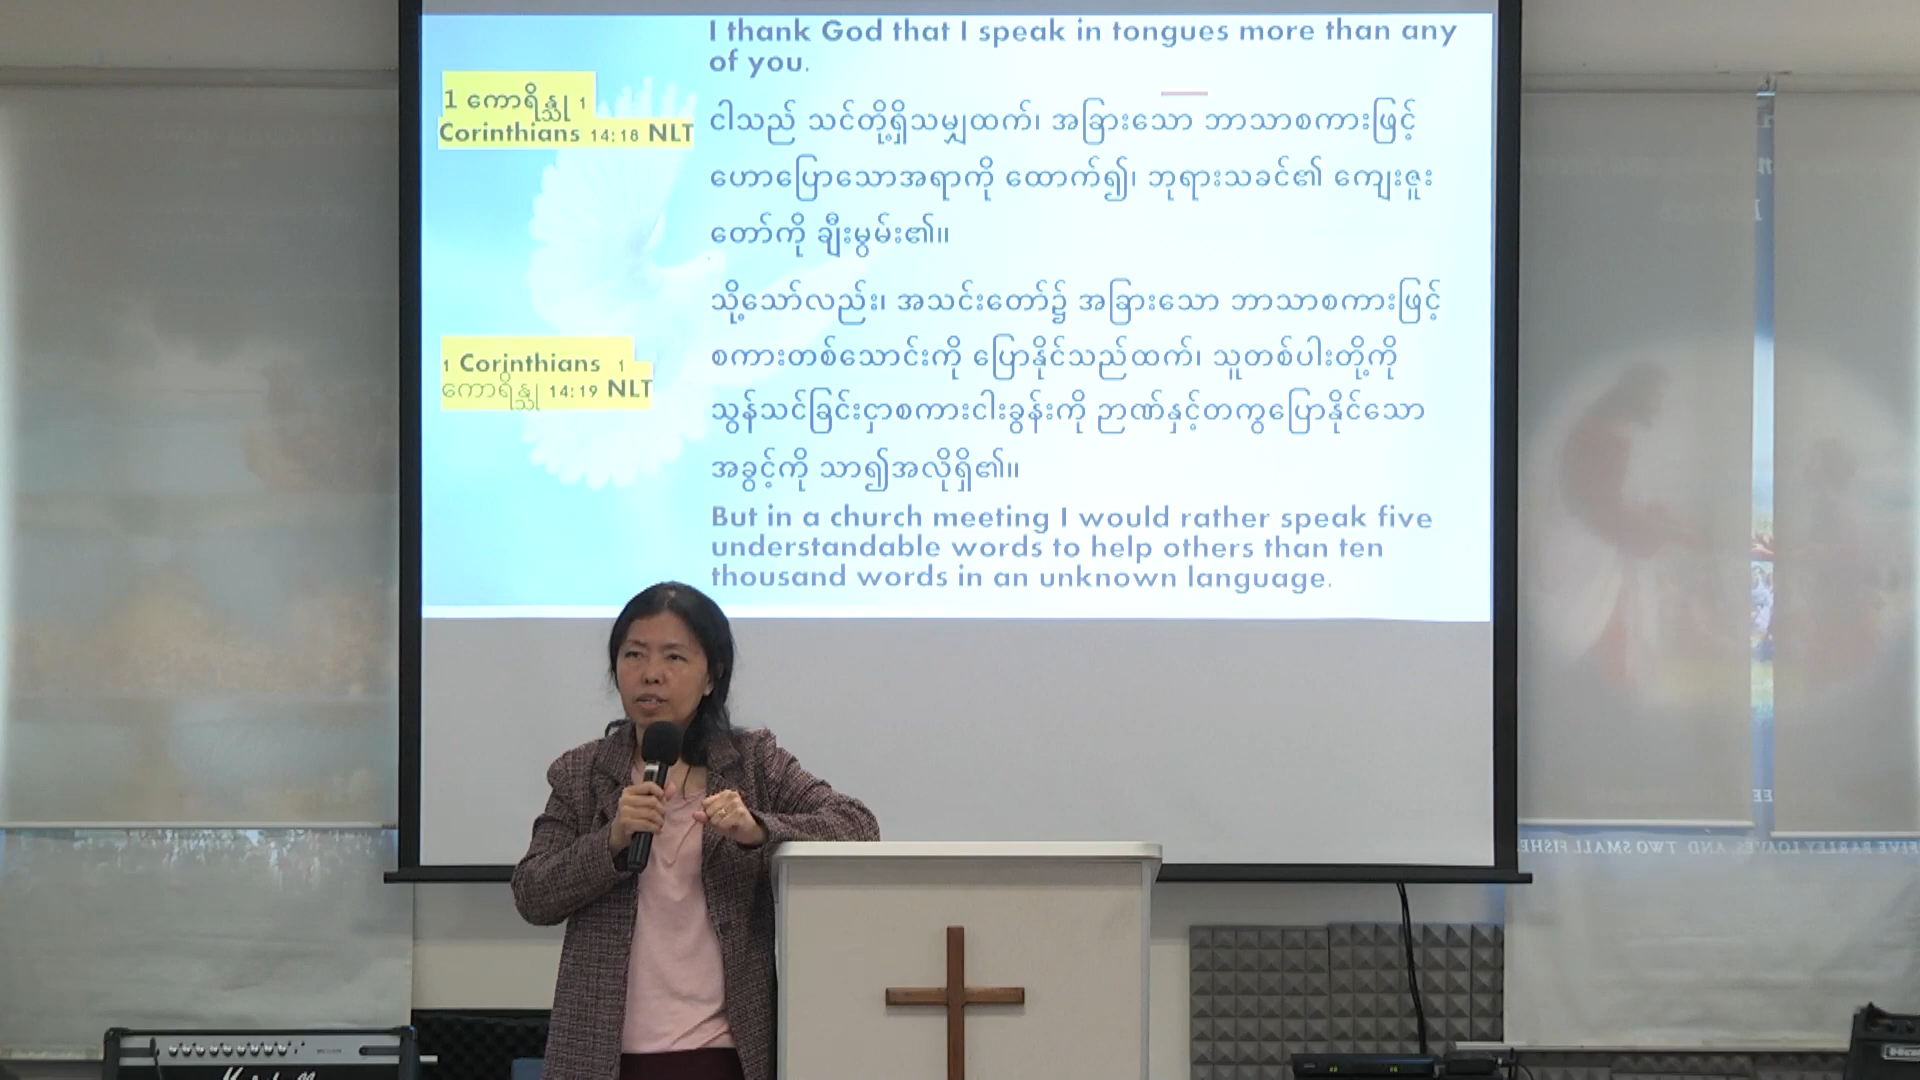 I thank God that I speak in tongues more than any
of you.
1 ကောရိန္သု 1
Corinthians 14:18 NLT
ငါသည် သင်တို့ရှိသမျှထက်၊ အခြားသော ဘာသာစကားဖြင့်
ဟောပြောသောအရာကို ထောက်၍၊ ဘုရားသခင်၏ ကျေးဇူး
တော်ကို ချီးမွမ်း၏။
သို့သော်လည်း၊ အသင်းတော်၌ အခြားသော ဘာသာစကားဖြင့်
စကားတစ်သောင်းကို ပြောနိုင်သည်ထက်၊ သူတစ်ပါးတို့ကို
1 Corinthians 1
ကောရိန္သု 14:19 NLT
သွန်သင်ခြင်းငှာစကားငါးခွန်းကို ဉာဏ်နှင့်တကွပြောနိုင်သော
အခွင့်ကို သာ၍အလိုရှိ၏။
But in a church meeting I would rather speak five
understandable words to help others than ten
thousand words in an unknown language.
FIVE BARLEY LOAVES AND TWO SMALL FISHE